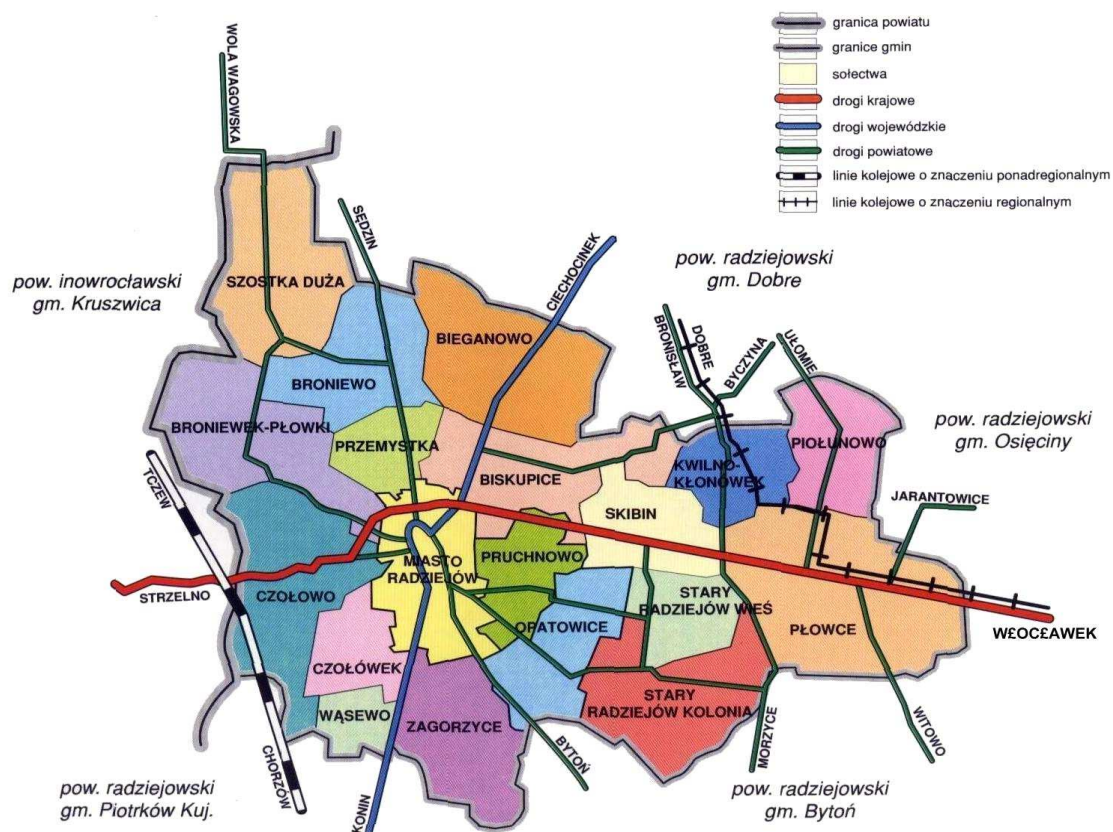 granica powiatu
granice gmin
sołectwa
drogi krajowe
drogi wojewódzkie
drogi powiatowe
linie kolejowe o znaczeniu ponadregionalnym
linie kolejowe o znaczeniu regionalnym
WOLA WAGOWSKA
SĘDZIN
CIECHOCINEK
pow. radziejowski
gm. Dobre
pow. inowrocławski
gm. Kruszwica
SZOSTKA DUŻA
BIEGANOWO
BRONISŁAW
DOBRE
BYCZYNA
UŁOMIE
BRONIEWO
BRONIEWEK-PŁOWKI
PRZEMYSTKA
BISKUPICE
KWILNO-
KŁONÓWEK
PIOŁUNOWO
pow. radziejowski
gm. Osięciny
TCZEW
JARANTOWICE
SKIBIN
MIASTO
RADZIEJÓW
PRUCHNOWO
STRZELNO
CZOŁOWO
STARY
RADZIEJÓW WIEŚ
OPATOWICE
PŁOWCE
W£OC£AWEK
CZOŁÓWEK
STARY
RADZIEJÓW KOLONIA
WĄSEWO
ZAGORZYCE
BYTOŃ
MORZYCE
WITOWO
CHORZÓW
KONIN
pow. radziejowski
gm. Piotrków Kuj.
pow. radziejowski
gm. Bytoń